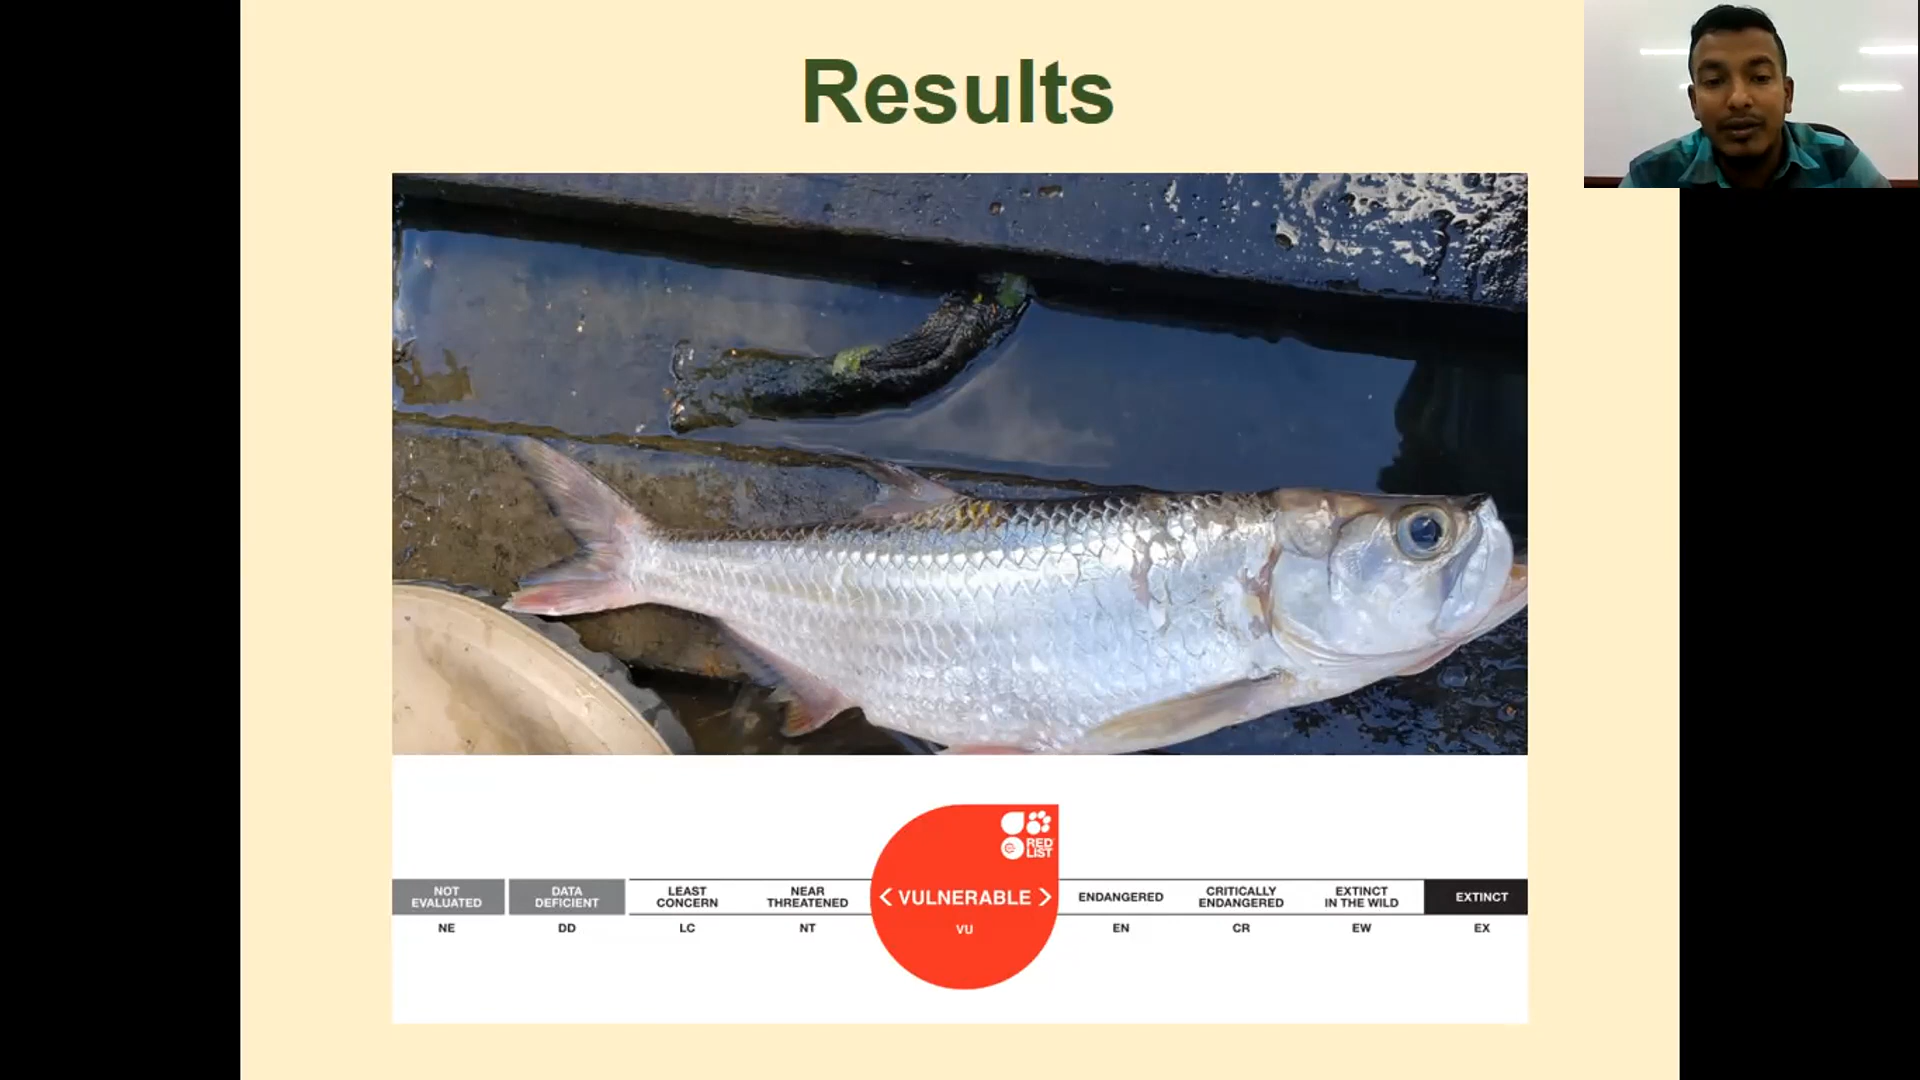 Results
RED
LIST
NOT
EVALUATED
DATA
DEFICIENT
LEAST
CONCERN
NEAR
THREATENED
< VULNERABLE >
ENDANGERED
CRITICALLY
ENDANGERED
EXTINCT
IN THE WILD
EXTINCT
NE
DD
LC
NT
VU
EN
CR
EW
EX